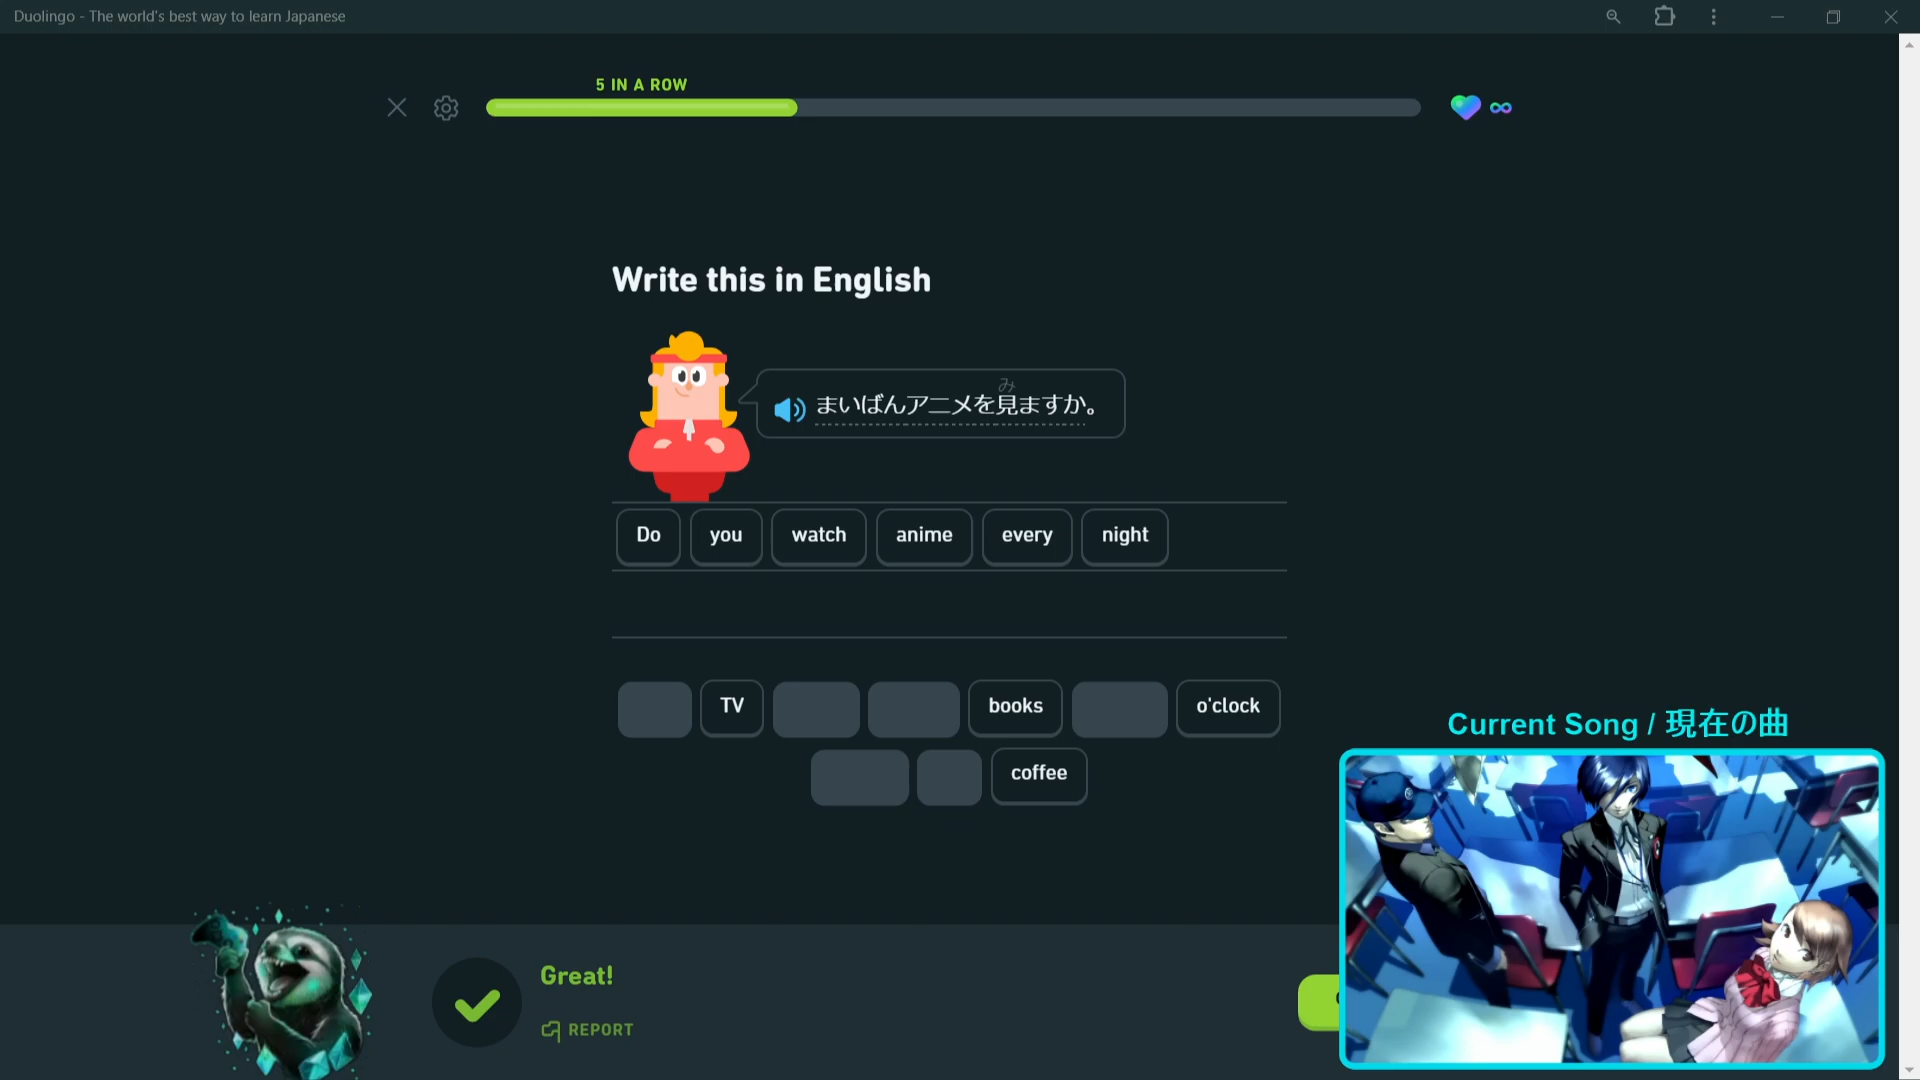 Duolingo - The world's best way to learn Japanese
5 IN A ROW
Write this in English
み
まいばんアニメを見ますか。
Do you watch anime every night
TV books o'clock
coffee
Great!
REPORT
Current Song / 現在の曲